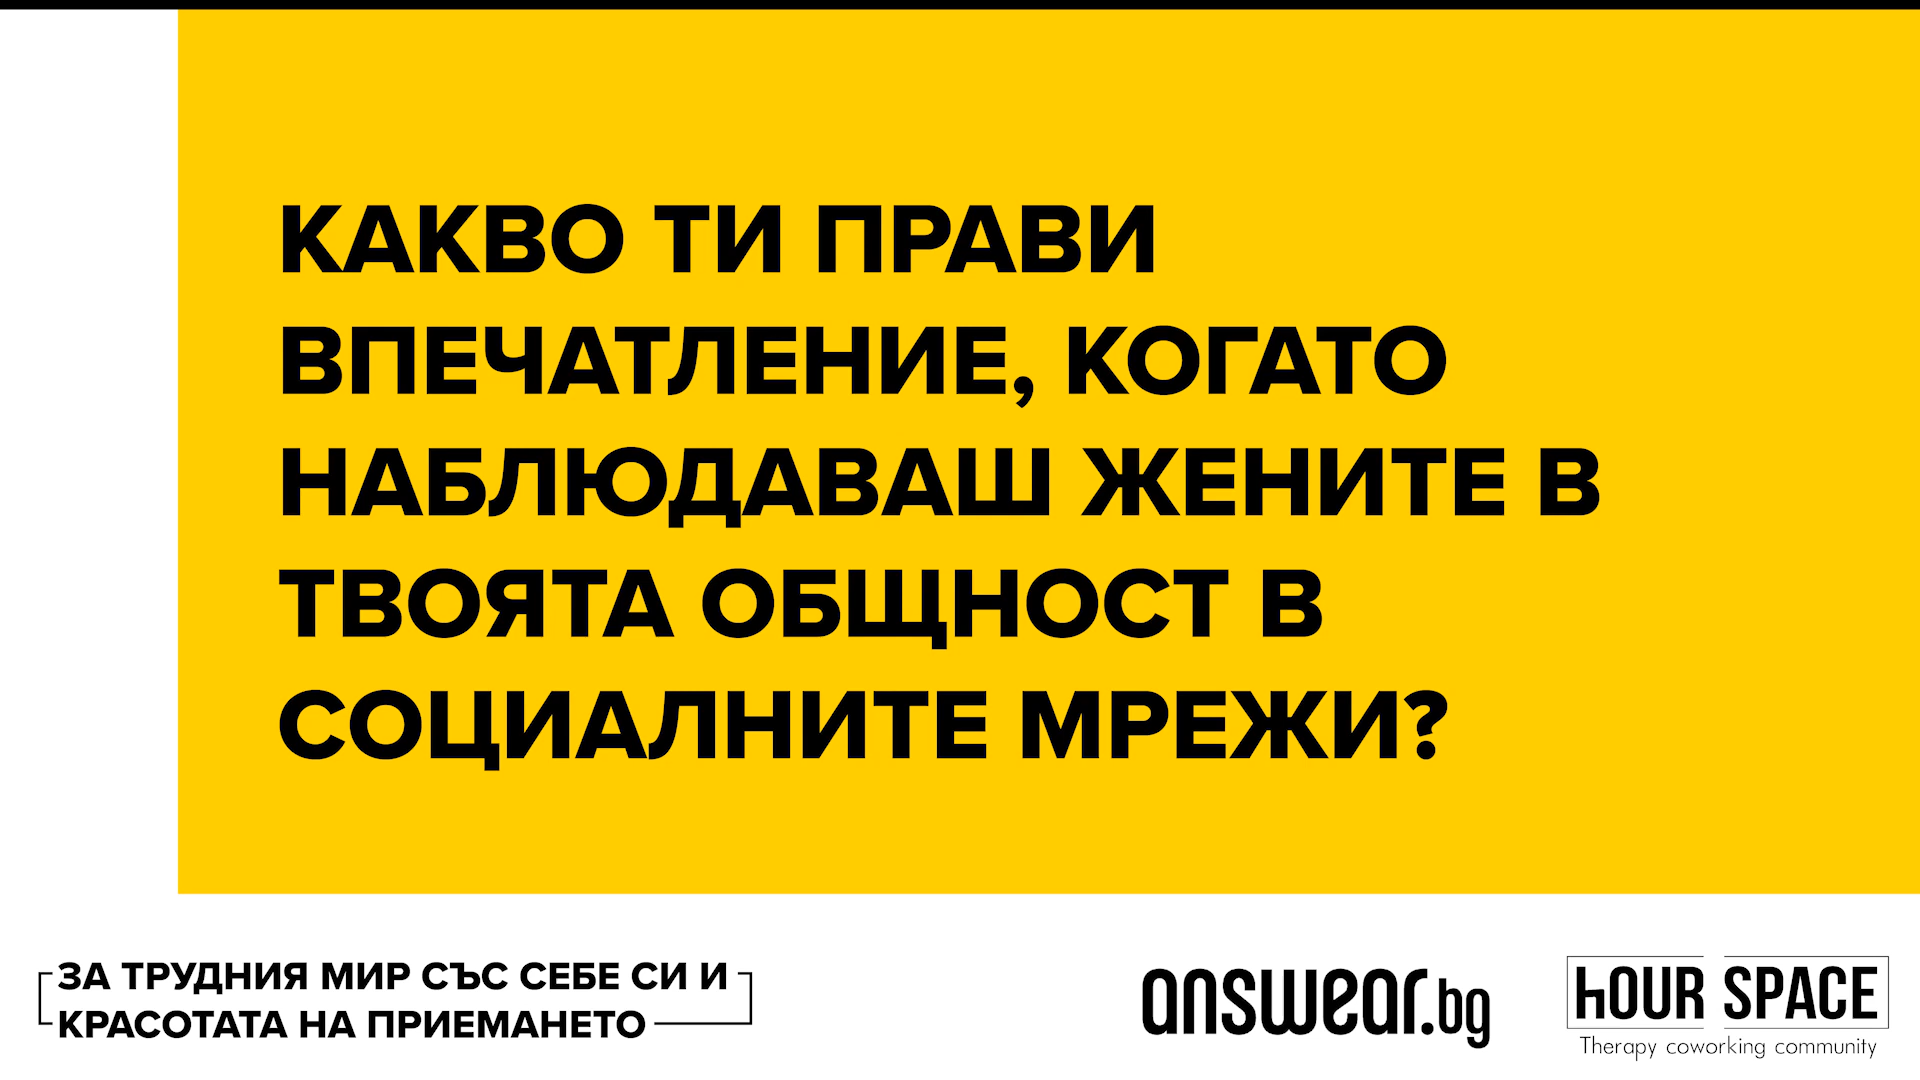 КАКВО ТИ ПРАВИ
ВПЕЧАТЛЕНИЕ, КОГАТО
НАБЛЮДАВАШ ЖЕНИТЕ В
ТВОЯТА ОБЩНОСТ В
СОЦИАЛНИТЕ МРЕЖИ?
ЗА ТРУДНИЯ МИР СЪС СЕБЕ СИ И
КРАСОТАТА НА ПРИЕМАНЕТО
answear.bg
hOUR SPACE
Therapy coworking community